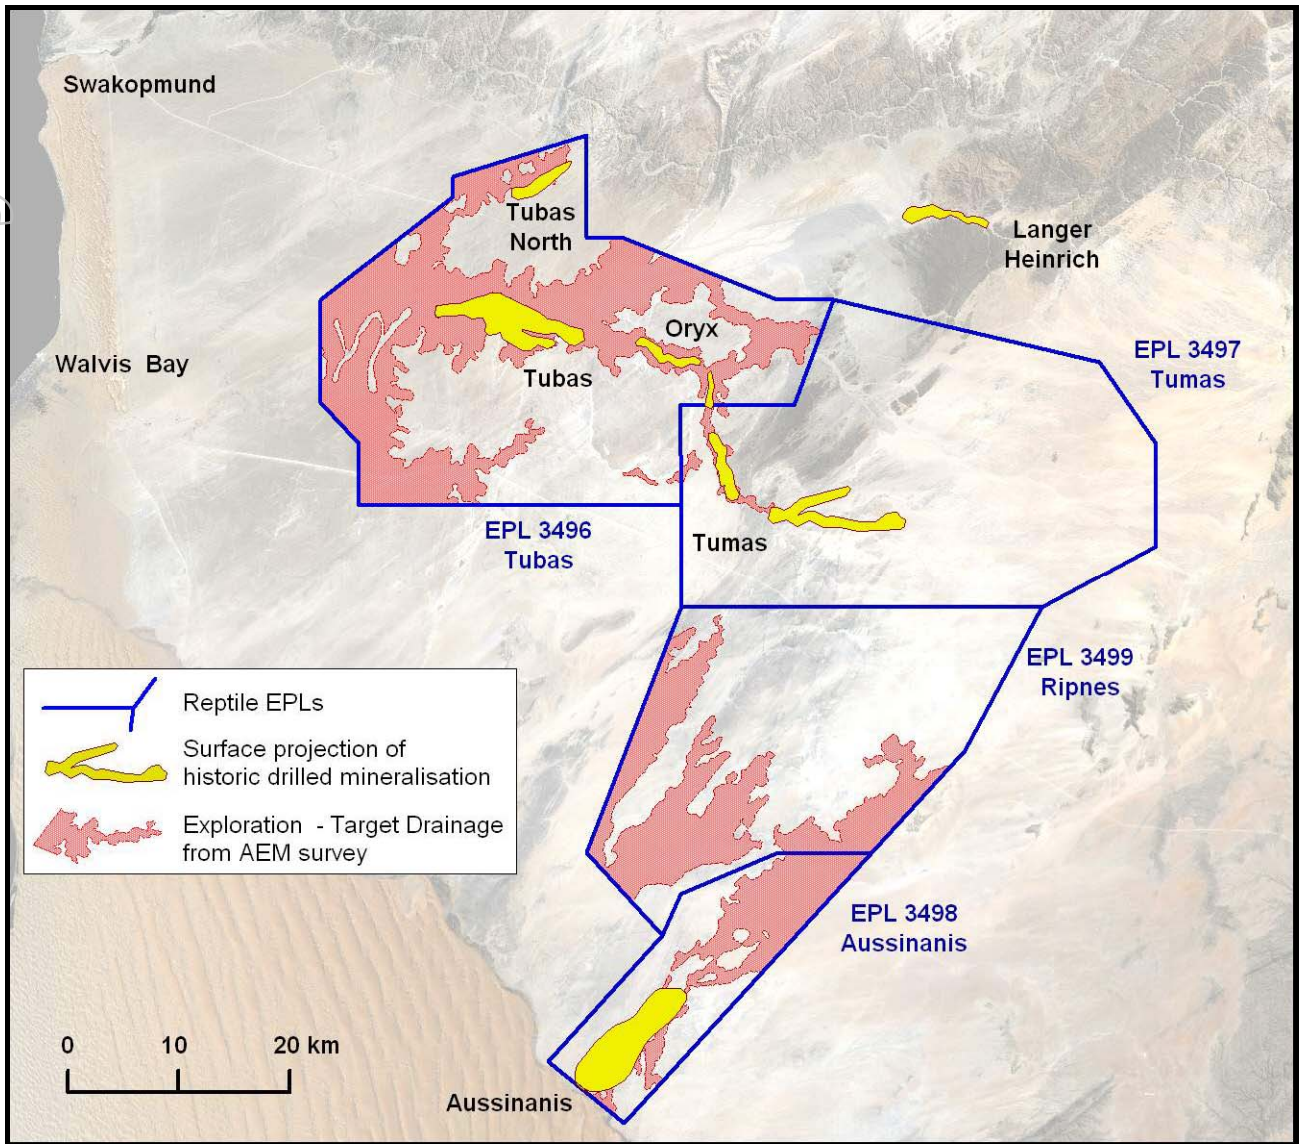 Swakopmund
Tubas
North
Langer
Heinrich
Oryx
EPL 3497
Tumas
Walvis Bay
Tubas
EPL 3496
Tubas
Tumas
EPL 3499
Ripnes
Reptile EPLs
Surface projection of
historic drilled mineralisation
Exploration - Target Drainage
from AEM survey
EPL 3498
Aussinanis
0 10 20 km
Aussinanis